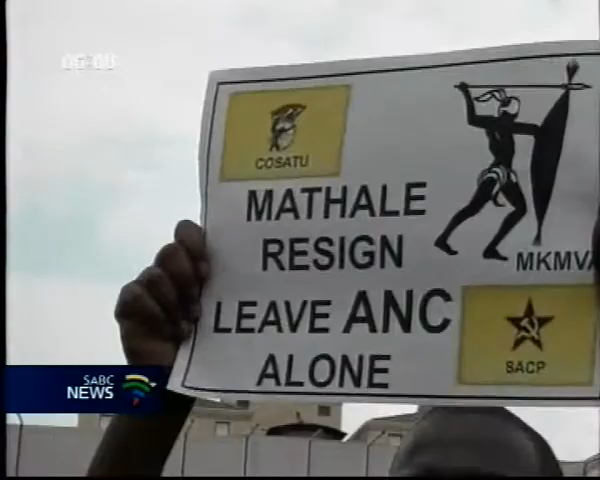 COSATU
MATHALE
RESIGN
MKMVA
LEAVE ANC
ALONE
SACP
SABC
NEWS